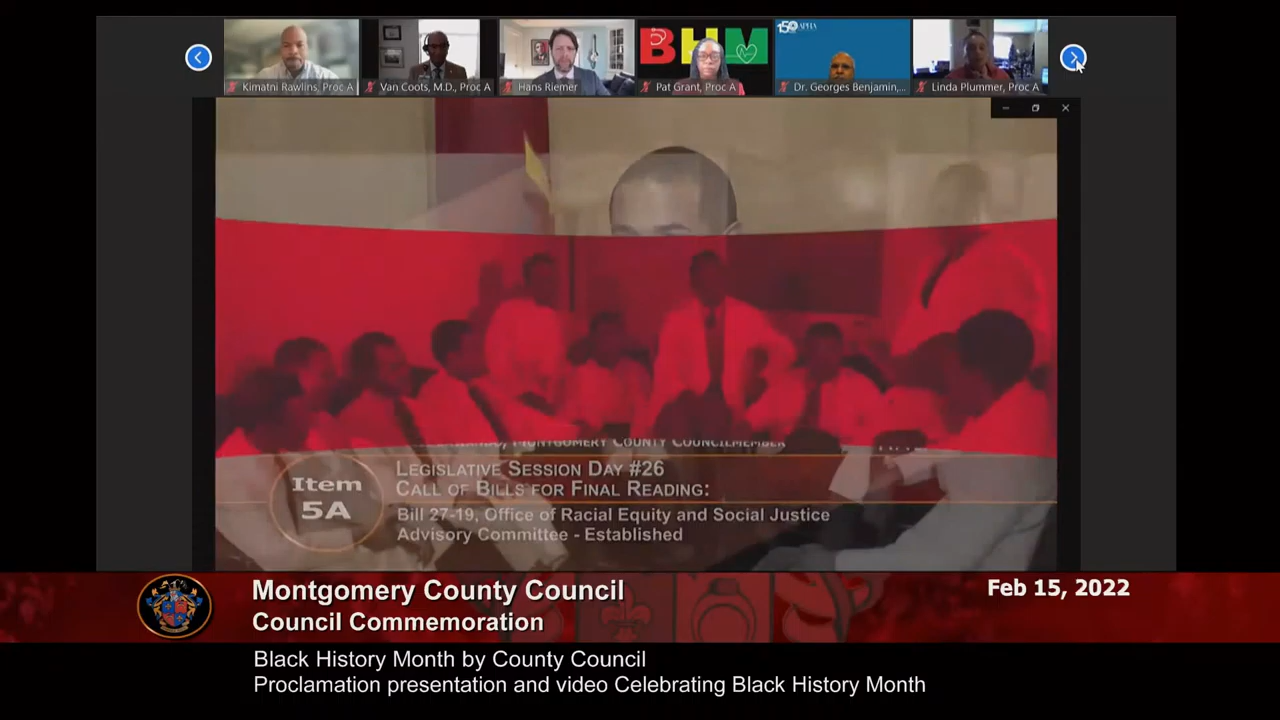 150 APHA
BHM
Kimatni Rawlins, Proc A
Van Coots, M.D., Proc A
Hans Riemer
Pat Grant, Proc A
Dr. Georges Benjamin,...
Linda Plummer, Proc A
, Montgomery County Councilmember
Item
5A
Legislative Session Day #26
Call of Bills for Final Reading:
Bill 27-19, Office of Racial Equity and Social Justice
Advisory Committee - Established
Montgomery County Council
Feb 15, 2022
Council Commemoration
Black History Month by County Council
Proclamation presentation and video Celebrating Black History Month